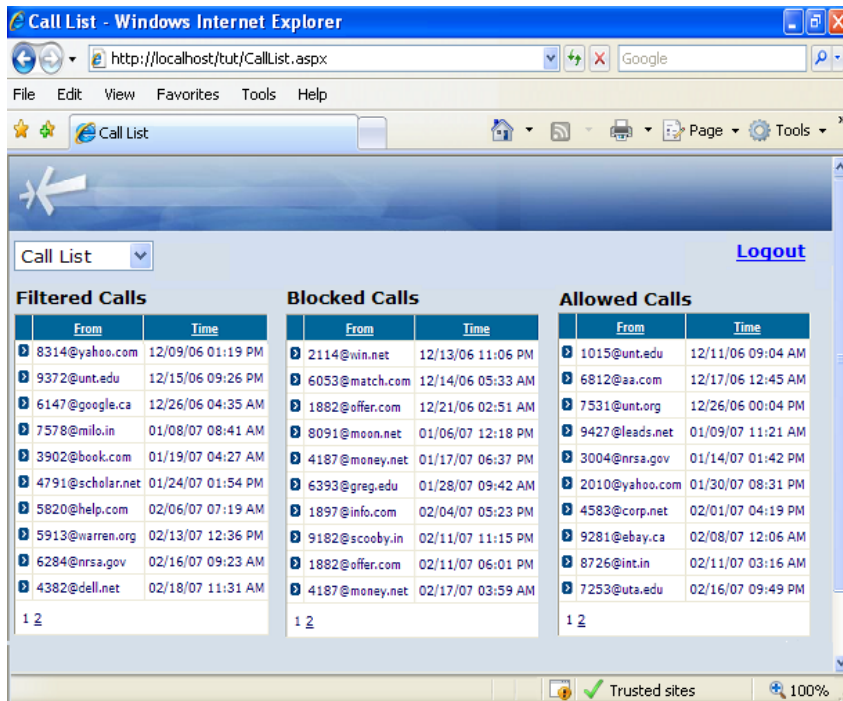 Call List - Windows Internet Explorer
http://localhost/tut/CallList.aspx
Google
File Edit View Favorites Tools Help
Call List
Page Tools
Call List
Logout
Filtered Calls
From Time
8314@yahoo.com 12/09/06 01:19 PM
9372@unt.edu 12/15/06 09:26 PM
6147@google.ca 12/26/06 04:35 AM
7578@milo.in 01/08/07 08:41 AM
3902@book.com 01/19/07 04:27 AM
4791@scholar.net 01/24/07 01:54 PM
5820@help.com 02/06/07 07:19 AM
5913@warren.org 02/13/07 12:36 PM
6284@nrsa.gov 02/16/07 09:23 AM
4382@dell.net 02/18/07 11:31 AM
1 2
Blocked Calls
From Time
2114@win.net 12/13/06 11:06 PM
6053@match.com 12/14/06 05:33 AM
1882@offer.com 12/21/06 02:51 AM
8091@moon.net 01/06/07 12:18 PM
4187@money.net 01/17/07 06:37 PM
6393@greg.edu 01/28/07 09:42 AM
1897@info.com 02/04/07 05:23 PM
9182@scooby.in 02/11/07 11:15 PM
1882@offer.com 02/11/07 06:01 PM
4187@money.net 02/17/07 03:59 AM
1 2
Allowed Calls
From Time
1015@unt.edu 12/11/06 09:04 AM
6812@aa.com 12/17/06 12:45 AM
7531@unt.org 12/26/06 00:04 PM
9427@leads.net 01/09/07 11:21 AM
3004@nrsa.gov 01/14/07 01:42 PM
2010@yahoo.com 01/30/07 08:31 PM
4583@corp.net 02/01/07 04:19 PM
9281@ebay.ca 02/08/07 12:06 AM
8726@int.in 02/11/07 03:16 AM
7253@uta.edu 02/16/07 09:49 PM
1 2
Trusted sites
100%